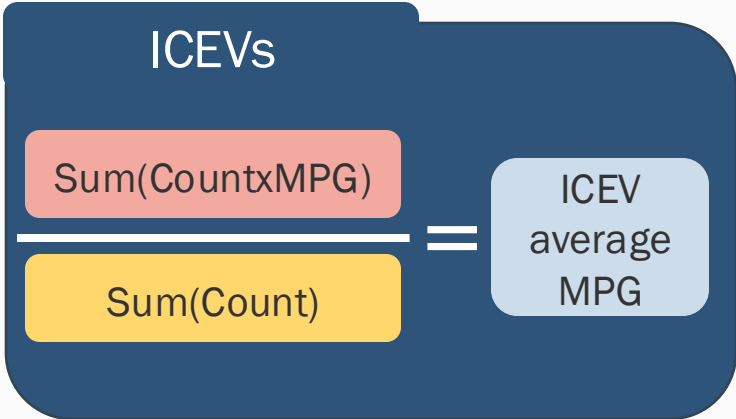 ICEVs
Sum(CountxMPG)
Sum(Count)
=
ICEV
average
MPG